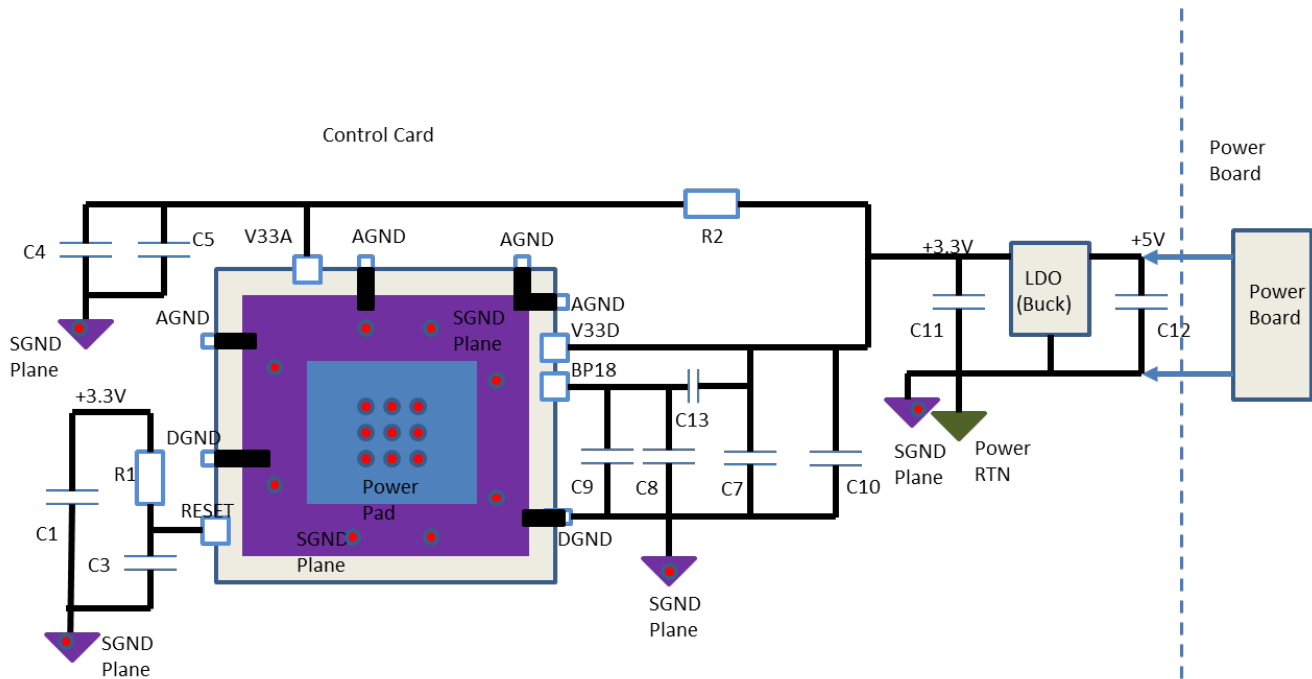 Control Card
Power
Board
C4
C5
V33A
AGND
AGND
R2
+3.3V
+5V
LDO
(Buck)
Power
Board
AGND
SGND
Plane
AGND
V33D
BP18
C11
C12
SGND
Plane
C13
+3.3V
DGND
R1
SGND
Plane
Power
RTN
Power
Pad
C9
C8
C7
C10
C1
RESET
C3
SGND
Plane
DGND
SGND
Plane
SGND
Plane